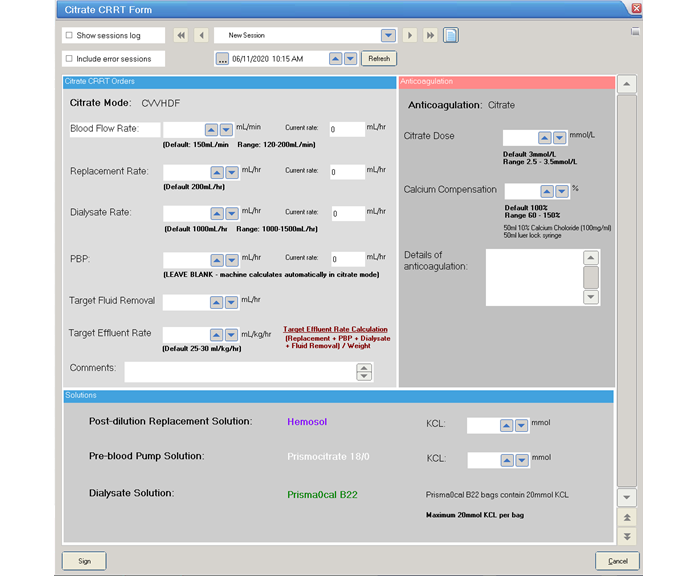 Citrate CRRT Form
Show sessions log
New Session
Include error sessions
... 06/11/2020 10:15 AM
Refresh
Citrate CRRT Orders
Citrate Mode: CVVHDF
Blood Flow Rate: mL/min Current rate: 0 mL/hr
(Default: 150mL/min Range: 120-200mL/min)
Replacement Rate: mL/hr Current rate: 0 mL/hr
(Default 200mL/hr)
Dialysate Rate: mL/hr Current rate: 0 mL/hr
(Default 1000mL/hr Range: 1000-1500mL/hr)
PBP: mL/hr Current rate: 0 mL/hr
(LEAVE BLANK - machine calculates automatically in citrate mode)
Target Fluid Removal mL/hr
Target Effluent Rate mL/kg/hr
(Default 25-30 ml/kg/hr)
Target Effluent Rate Calculation
(Replacement + PBP + Dialysate
+ Fluid Removal) / Weight
Comments:
Anticoagulation
Anticoagulation: Citrate
Citrate Dose mmol/L
Default 3mmol/L
Range 2.5 - 3.5mmol/L
Calcium Compensation %
Default 100%
Range 60 - 150%
50ml 10% Calcium Choloride (100mg/ml)
50ml luer lock syringe
Details of
anticoagulation:
Solutions
Post-dilution Replacement Solution: Hemosol KCL: mmol
Pre-blood Pump Solution: Prismocitrate 18/0 KCL: mmol
Dialysate Solution: Prisma0cal B22 Prisma0cal B22 bags contain 20mmol KCL
Maximum 20mmol KCL per bag
Sign
Cancel